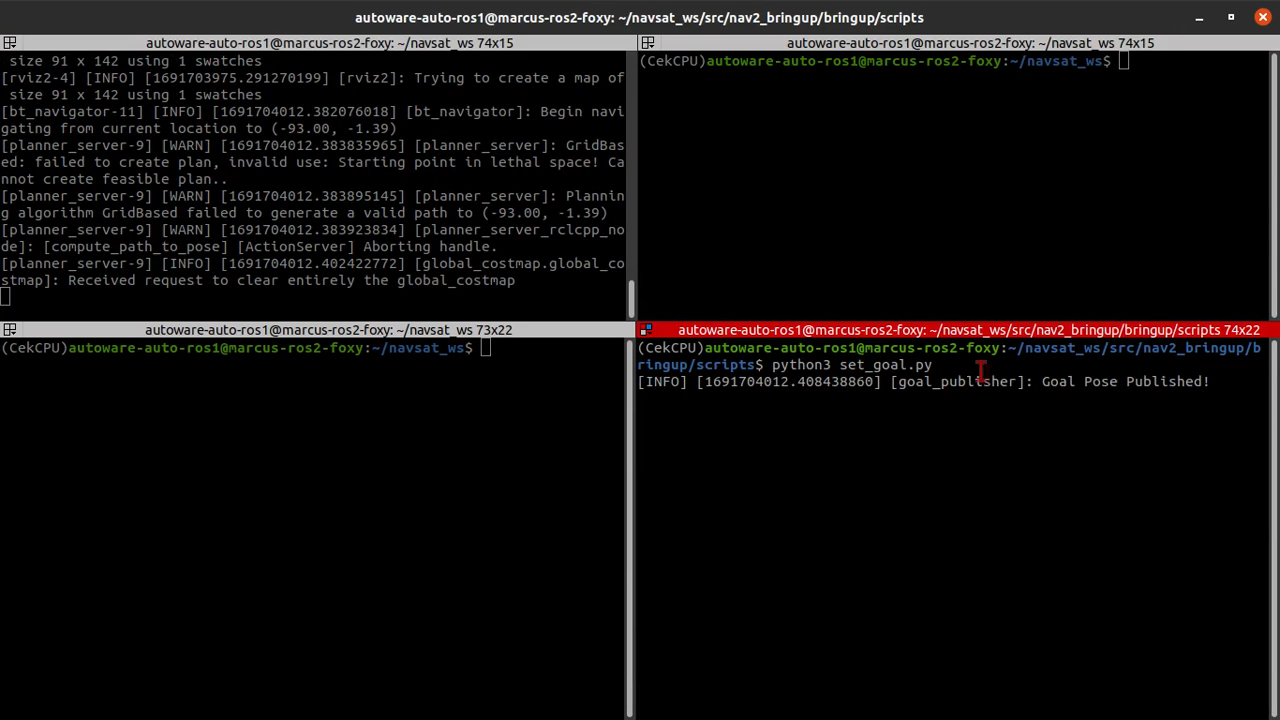 autoware-auto-ros1@marcus-ros2-foxy: ~/navsat_ws/src/nav2_bringup/bringup/scripts
autoware-auto-ros1@marcus-ros2-foxy: ~/navsat_ws 74x15
size 91 x 142 using 1 swatches
[rviz2-4] [INFO] [1691703975.291270199] [rviz2]: Trying to create a map of
size 91 x 142 using 1 swatches
[bt_navigator-11] [INFO] [1691704012.382076018] [bt_navigator]: Begin navi
gating from current location to (-93.00, -1.39)
[planner_server-9] [WARN] [1691704012.383835965] [planner_server]: GridBas
ed: failed to create plan, invalid use: Starting point in lethal space! Ca
nnot create feasible plan..
[planner_server-9] [WARN] [1691704012.383895145] [planner_server]: Plannin
g algorithm GridBased failed to generate a valid path to (-93.00, -1.39)
[planner_server-9] [WARN] [1691704012.383923834] [planner_server_rclcpp_no
de]: [compute_path_to_pose] [ActionServer] Aborting handle.
[planner_server-9] [INFO] [1691704012.402422772] [global_costmap.global_co
stmap]: Received request to clear entirely the global_costmap
autoware-auto-ros1@marcus-ros2-foxy: ~/navsat_ws 74x15
(CekCPU)autoware-auto-ros1@marcus-ros2-foxy:~/navsat_ws$
autoware-auto-ros1@marcus-ros2-foxy: ~/navsat_ws 73x22
(CekCPU)autoware-auto-ros1@marcus-ros2-foxy:~/navsat_ws$
autoware-auto-ros1@marcus-ros2-foxy: ~/navsat_ws/src/nav2_bringup/bringup/scripts 74x22
(CekCPU)autoware-auto-ros1@marcus-ros2-foxy:~/navsat_ws/src/nav2_bringup/b
ringup/scripts$ python3 set_goal.py
[INFO] [1691704012.408438860] [goal_publisher]: Goal Pose Published!